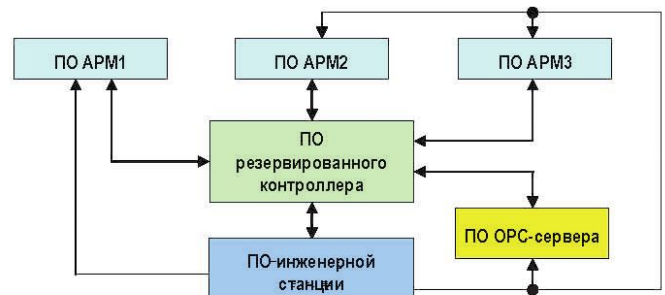 ПО АРМ1
ПО АРМ2
ПО АРМ3
ПО
резервированного
контроллера
ПО ОРС-сервера
ПО-инженерной
станции